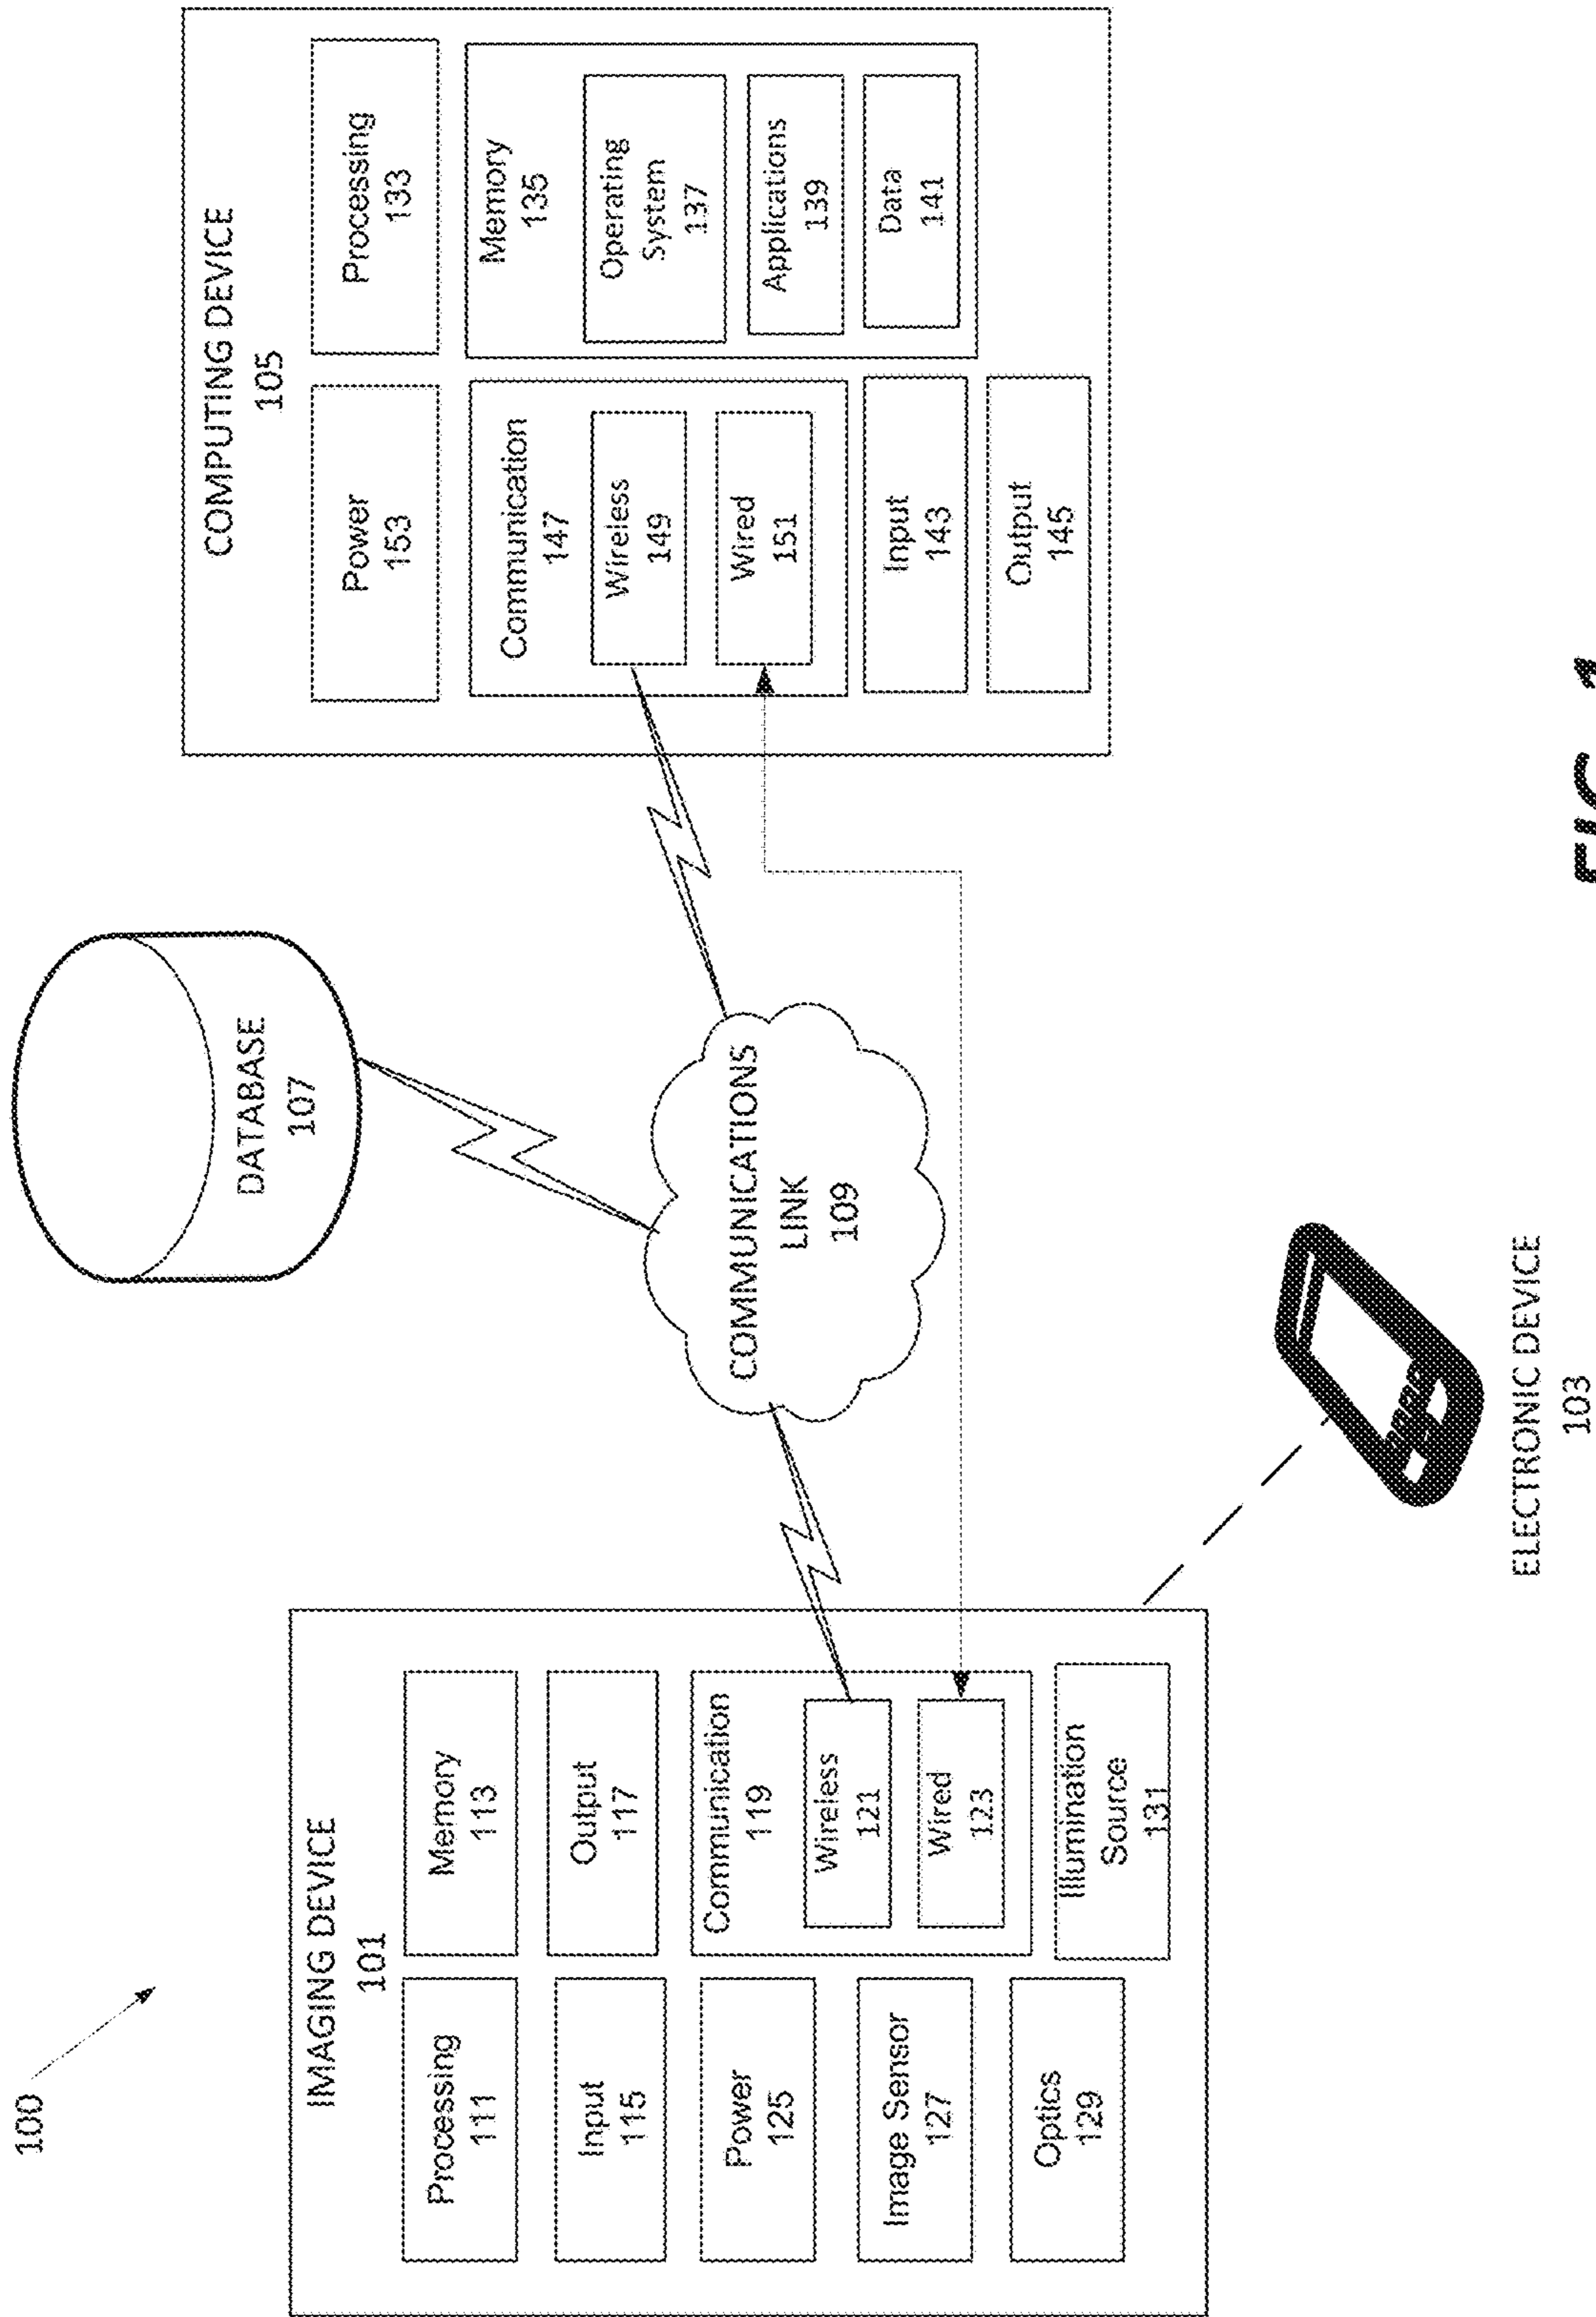 100
IMAGING DEVICE
101
Processing
111
Memory
113
Input
115
Output
117
Power
125
Communication
119
Wireless
121
Wired
123
Image Sensor
127
Optics
129
Illumination
Source
131
DATABASE
107
COMMUNICATIONS
LINK
109
ELECTRONIC DEVICE
103
COMPUTING DEVICE
105
Power
153
Processing
133
Communication
147
Wireless
149
Wired
151
Memory
135
Operating
System
137
Applications
139
Data
141
Input
143
Output
145
FIG. 1